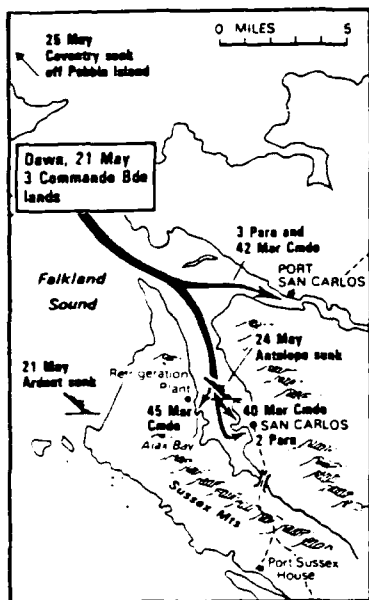 0 MILES 5
25 May
Coventry sunk
off Pebble Island
Dawn, 21 May
3 Commando Bde
lands
3 Para and
42 Mar Cmdo
PORT
SAN CARLOS
Falkland
Sound
24 May
Antelope sunk
21 May
Ardent sunk
Refrigeration
Plant
45 Mar
Cmdo
40 Mar Cmdo
SAN CARLOS
2 Para
Ajax Bay
Sussex Mts
Port Sussex
House